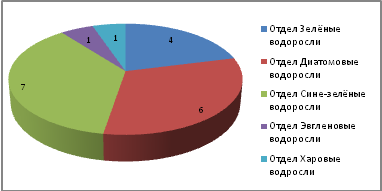 4
6
7
1
1
Отдел Зелёные
водоросли
Отдел Диатомовые
водоросли
Отдел Сине-зелёные
водоросли
Отдел Эвгленовые
водоросли
Отдел Харовые
водоросли